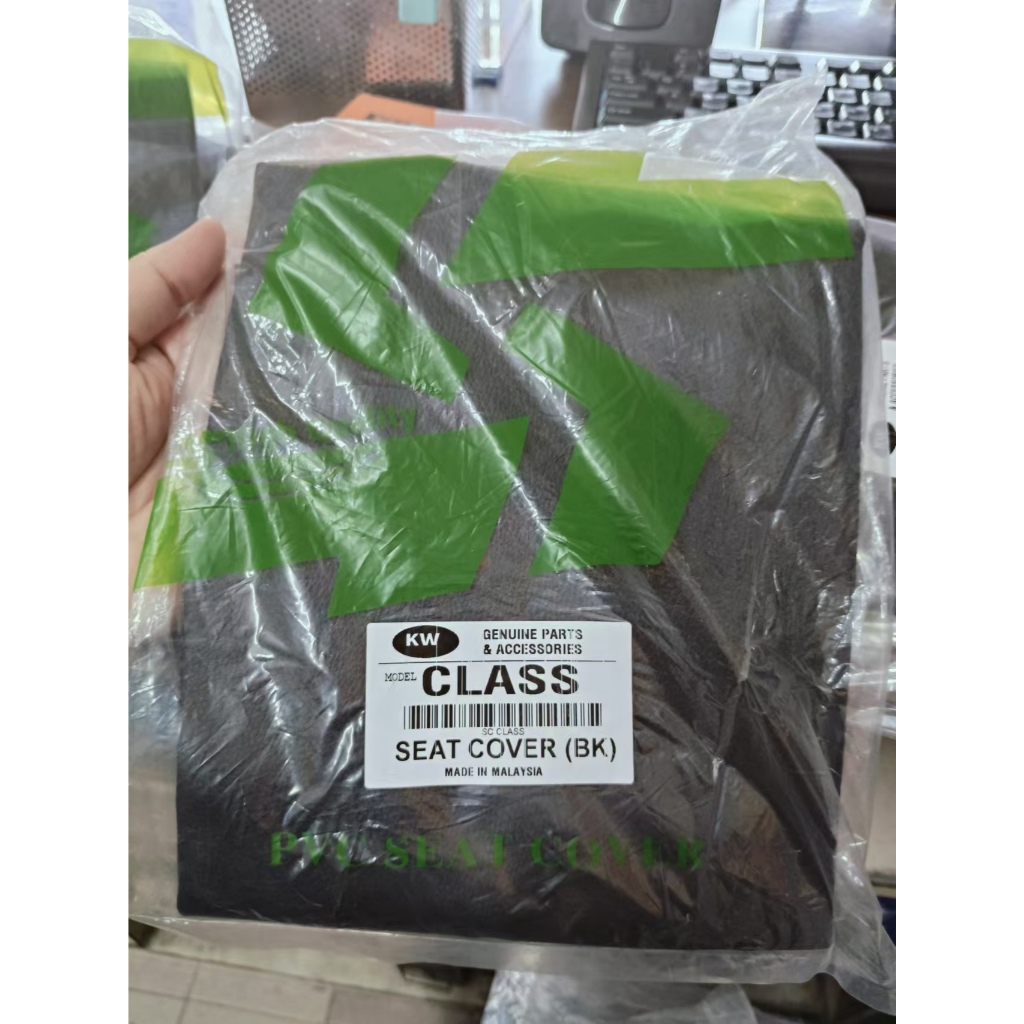 KW
GENUINE PARTS
& ACCESSORIES
MODEL CLASS
SC CLASS
SEAT COVER (BK)
MADE IN MALAYSIA
PVC SEAT COVER